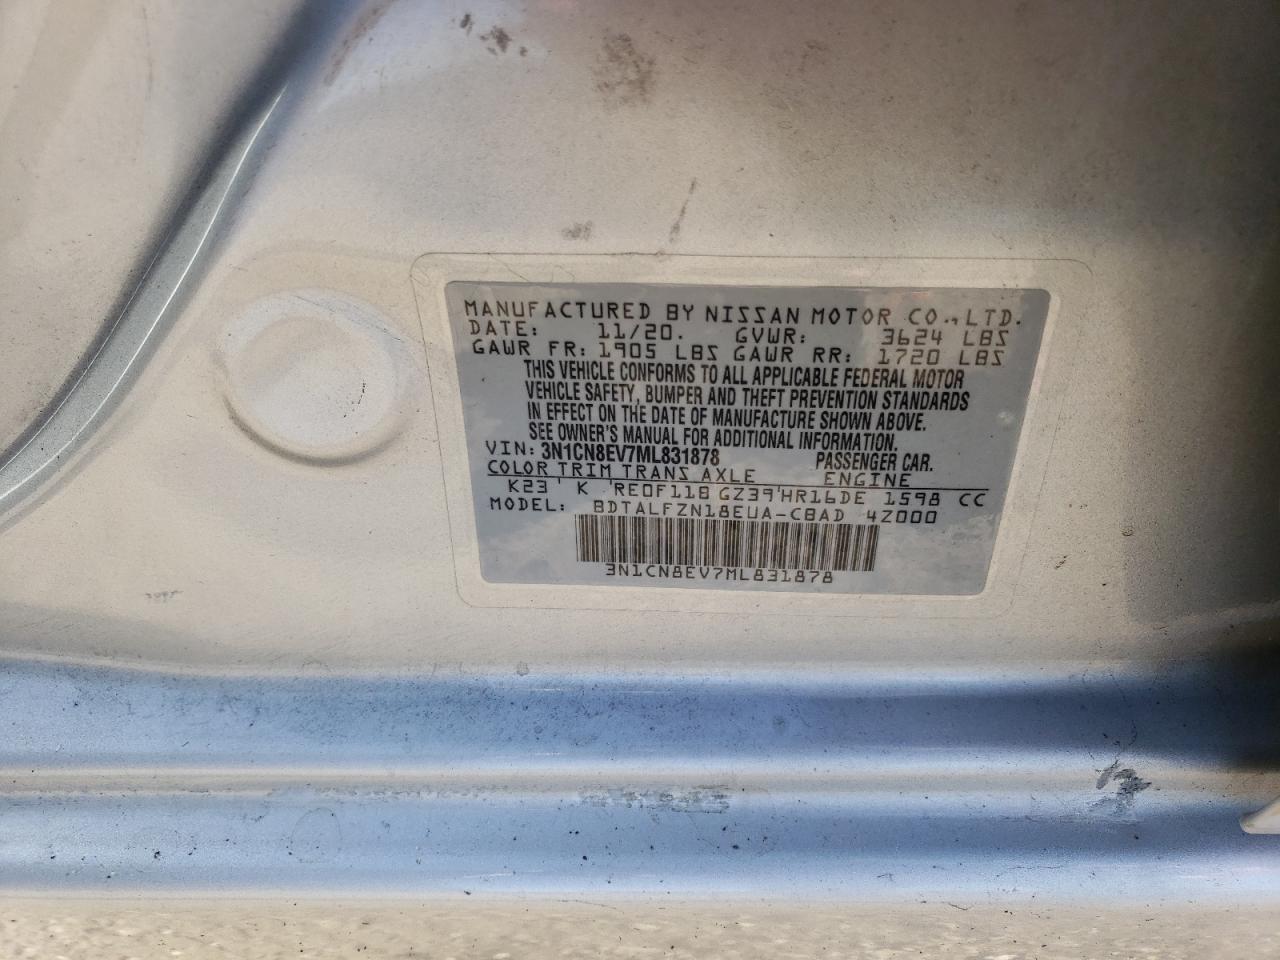 MANUFACTURED BY NISSAN MOTOR CO., LTD.
DATE: 11/20. GVWR: 3624 LBS
GAWR FR: 1905 LBS GAWR RR: 1720 LBS
THIS VEHICLE CONFORMS TO ALL APPLICABLE FEDERAL MOTOR
VEHICLE SAFETY, BUMPER AND THEFT PREVENTION STANDARDS
IN EFFECT ON THE DATE OF MANUFACTURE SHOWN ABOVE.
SEE OWNER'S MANUAL FOR ADDITIONAL INFORMATION.
VIN: 3N1CN8EV7ML831878 PASSENGER CAR.
COLOR TRIM TRANS AXLE ENGINE
K23 ' K 'RE0F11B GZ39'HR16DE 1598 CC
MODEL: BDTALFZN18EUA-CBAD 4Z000
3N1CN8EV7ML831878